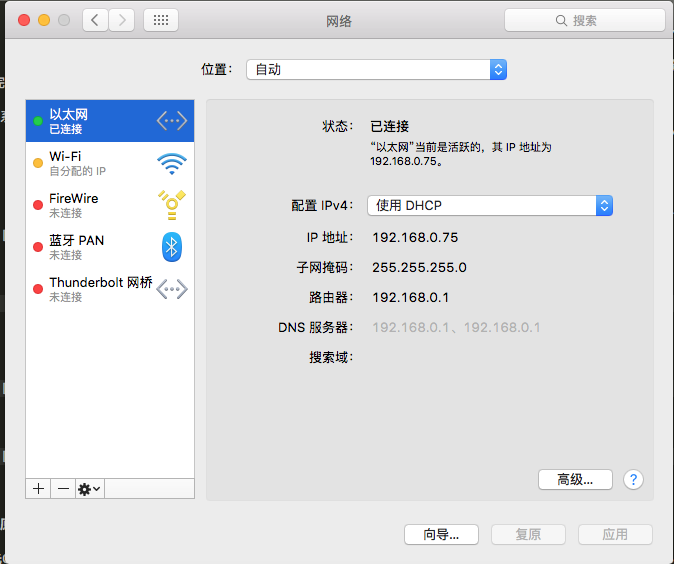 网络
搜索
位置： 自动
以太网
已连接
Wi-Fi
自分配的 IP
FireWire
未连接
蓝牙 PAN
未连接
Thunderbolt 网桥
未连接
状态： 已连接
“以太网”当前是活跃的，其 IP 地址为
192.168.0.75。
配置 IPv4： 使用 DHCP
IP 地址： 192.168.0.75
子网掩码： 255.255.255.0
路由器： 192.168.0.1
DNS 服务器： 192.168.0.1、192.168.0.1
搜索域：
高级...
?
向导...
复原
应用